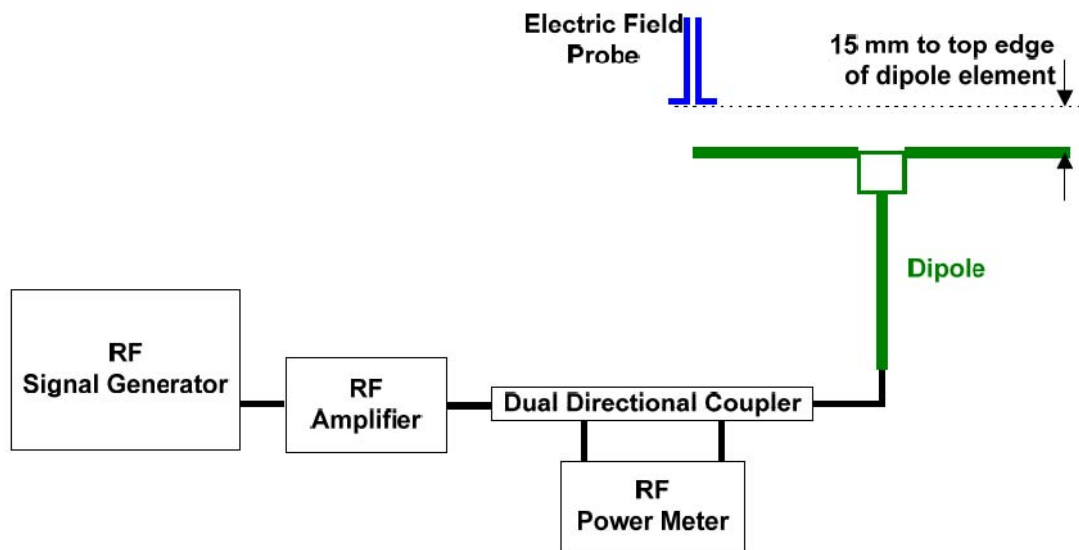 Electric Field
Probe
15 mm to top edge
of dipole element
Dipole
RF
Signal Generator
RF
Amplifier
Dual Directional Coupler
RF
Power Meter